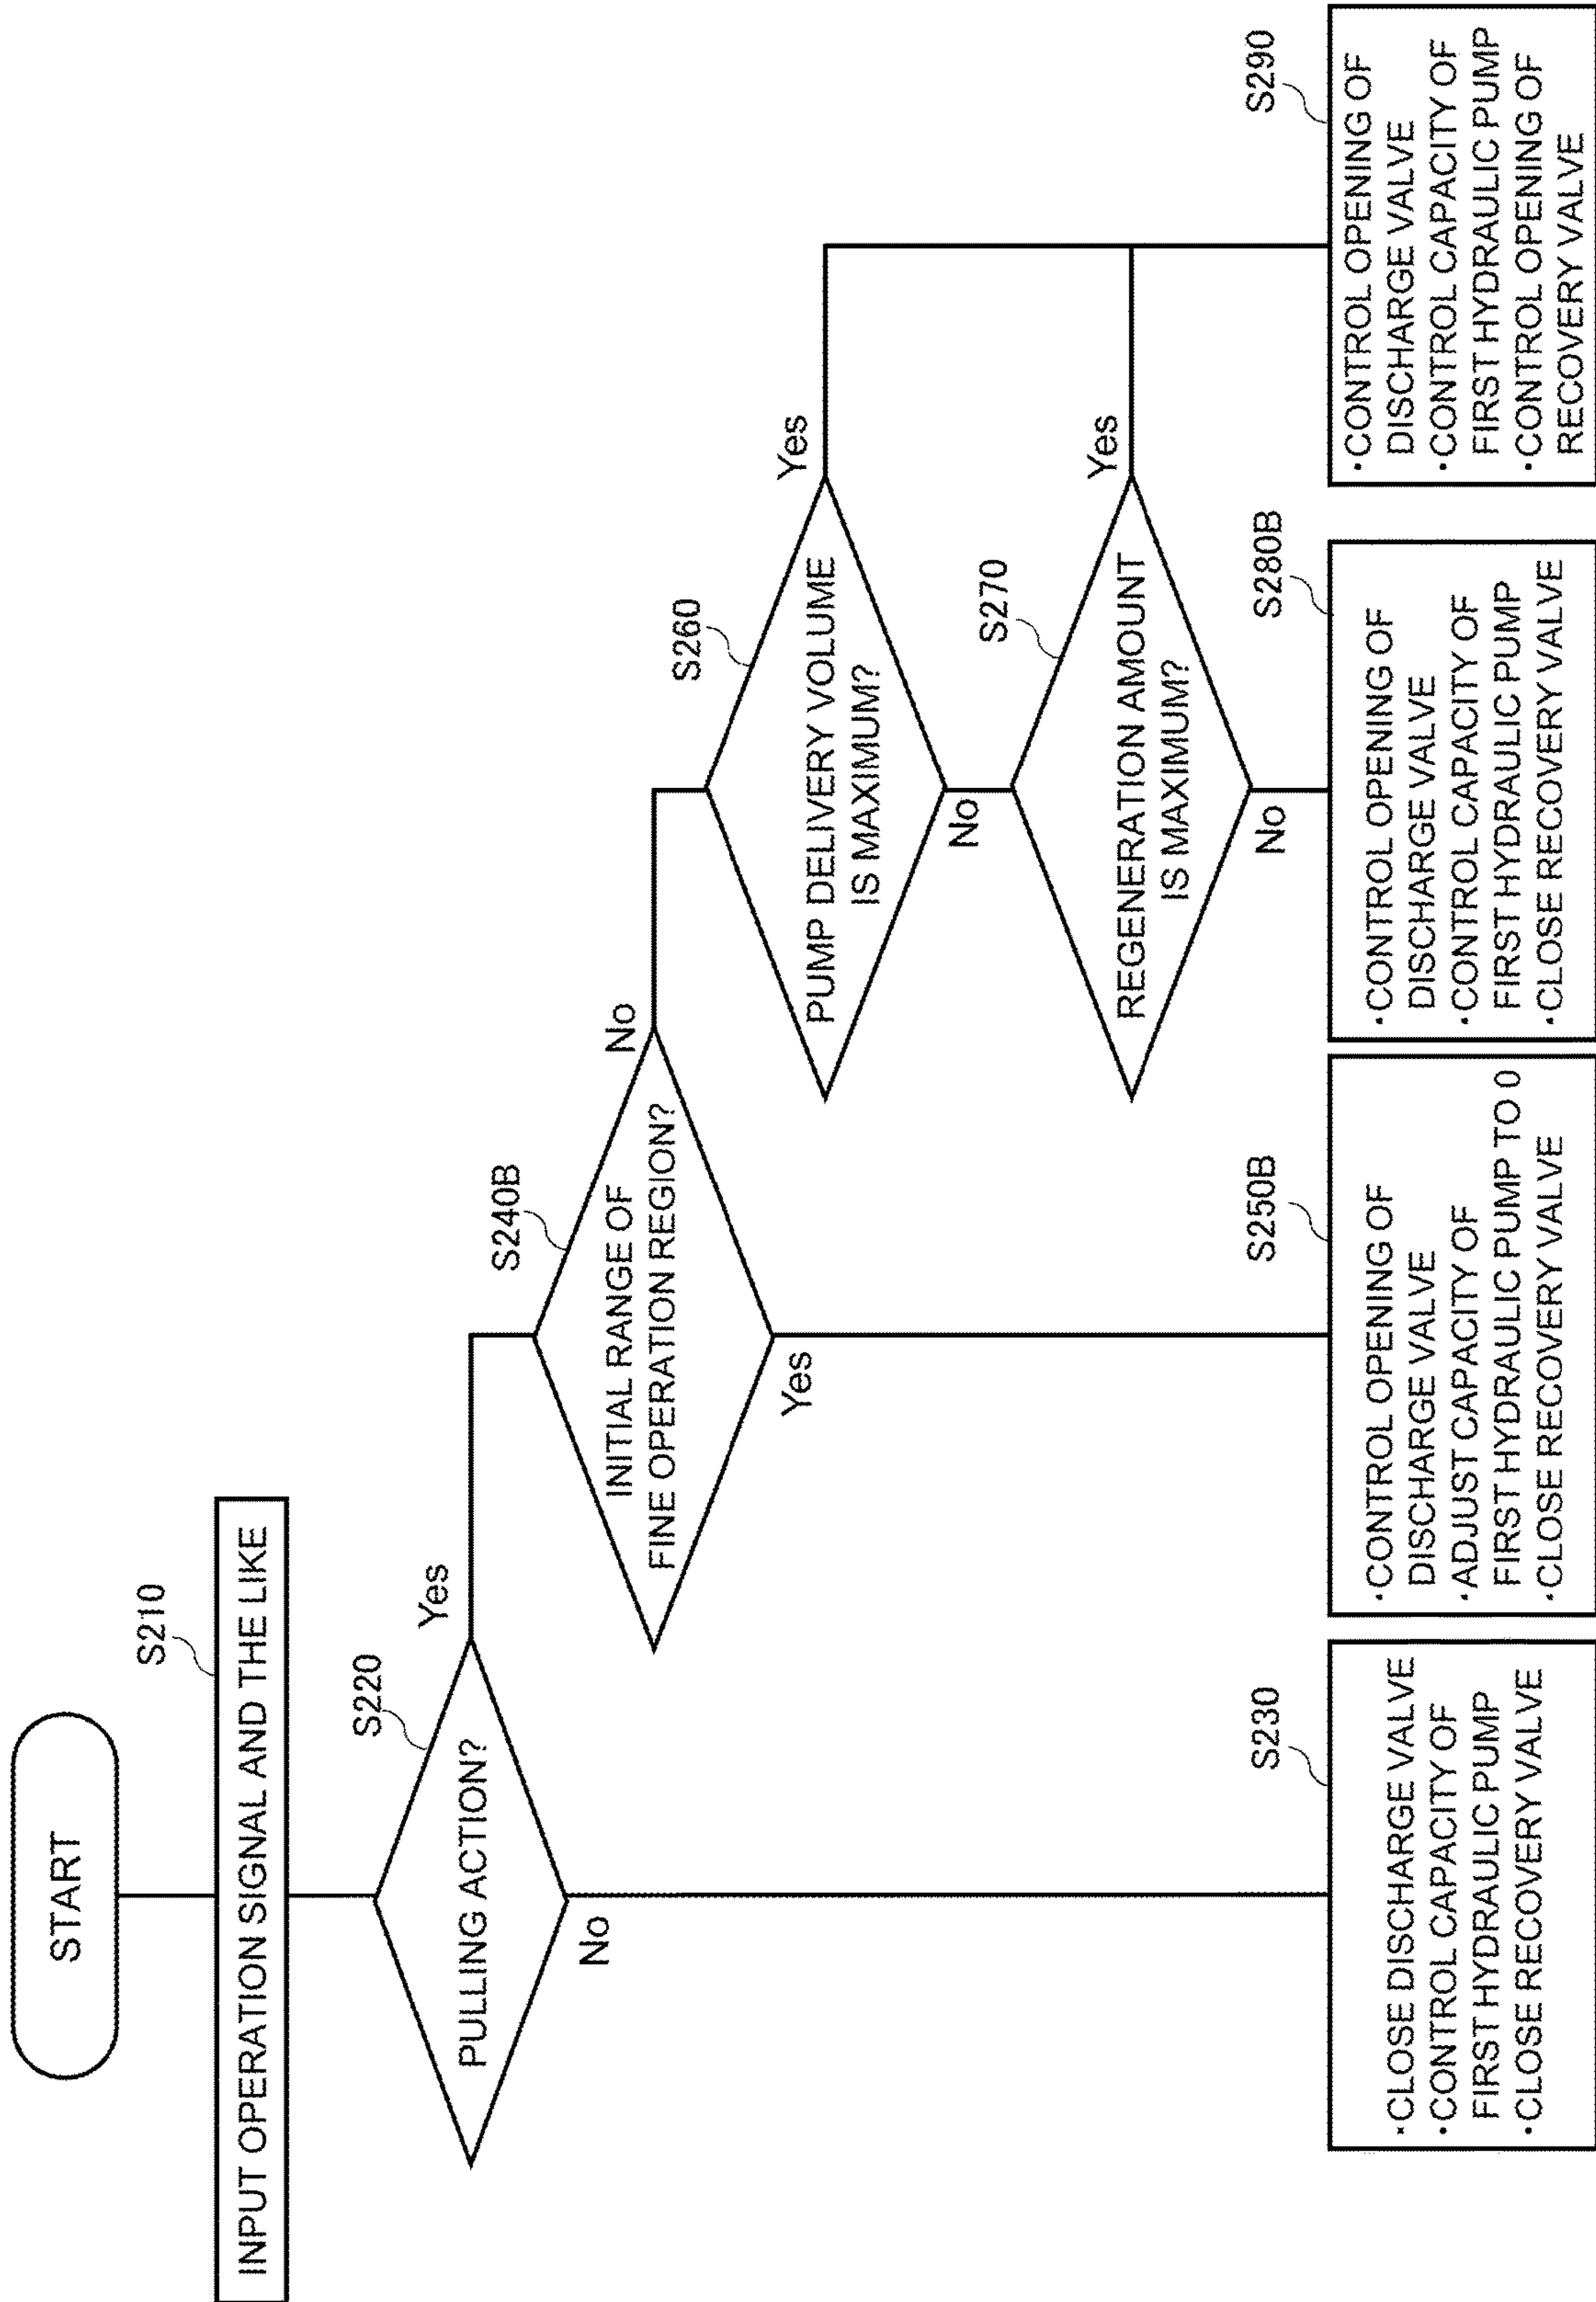 START
S210
INPUT OPERATION SIGNAL AND THE LIKE
S220
PULLING ACTION?
Yes
No
S240B
INITIAL RANGE OF
FINE OPERATION REGION?
No
Yes
S260
PUMP DELIVERY VOLUME
IS MAXIMUM?
Yes
No
S270
REGENERATION AMOUNT
IS MAXIMUM?
Yes
No
S230
・CLOSE DISCHARGE VALVE
・CONTROL CAPACITY OF
FIRST HYDRAULIC PUMP
・CLOSE RECOVERY VALVE
S250B
・CONTROL OPENING OF
DISCHARGE VALVE
・ADJUST CAPACITY OF
FIRST HYDRAULIC PUMP TO 0
・CLOSE RECOVERY VALVE
S280B
・CONTROL OPENING OF
DISCHARGE VALVE
・CONTROL CAPACITY OF
FIRST HYDRAULIC PUMP
・CLOSE RECOVERY VALVE
S290
・CONTROL OPENING OF
DISCHARGE VALVE
・CONTROL CAPACITY OF
FIRST HYDRAULIC PUMP
・CONTROL OPENING OF
RECOVERY VALVE